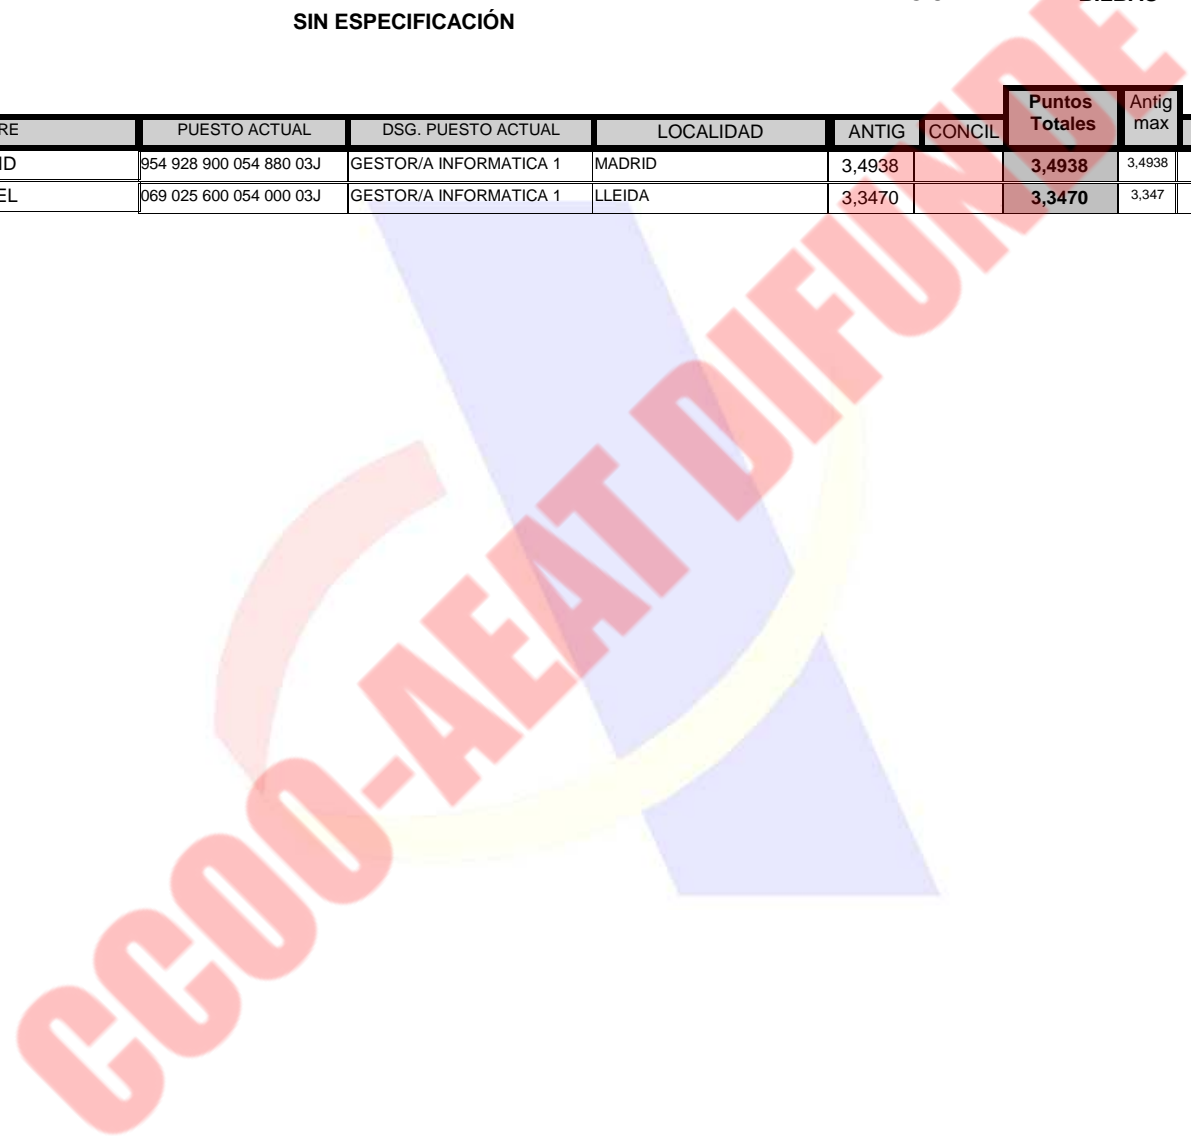 SIN ESPECIFICACIÓN
Puntos Totales Antig max
RE PUESTO ACTUAL DSG. PUESTO ACTUAL LOCALIDAD ANTIG CONCIL
ID 954 928 900 054 880 03J GESTOR/A INFORMATICA 1 MADRID 3,4938 3,4938 3,4938
EL 069 025 600 054 000 03J GESTOR/A INFORMATICA 1 LLEIDA 3,3470 3,3470 3,347
CCOO-AEAT DIFUNDE